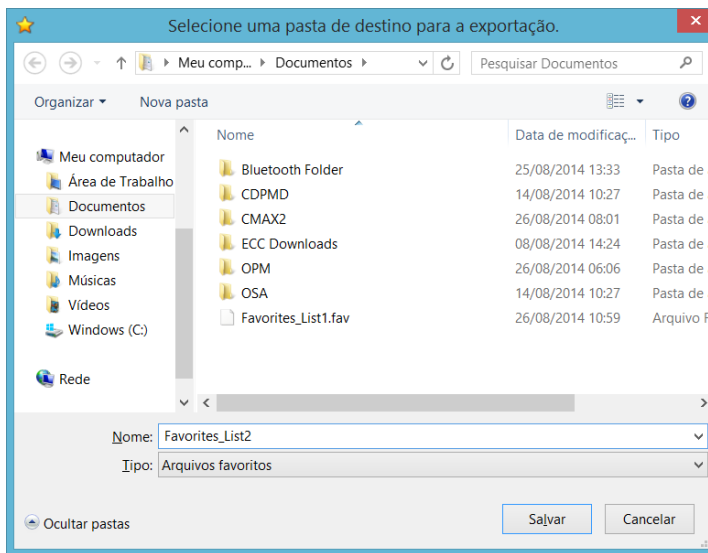 Selecione uma pasta de destino para a exportação.
Meu comp... Documentos
Pesquisar Documentos
Organizar
Nova pasta
Meu computador
Área de Trabalho
Documentos
Downloads
Imagens
Músicas
Vídeos
Windows (C:)
Rede
Nome Data de modificaç... Tipo
Bluetooth Folder 25/08/2014 13:33 Pasta de
CDPMD 14/08/2014 10:27 Pasta de
CMAX2 26/08/2014 08:01 Pasta de
ECC Downloads 08/08/2014 14:24 Pasta de
OPM 26/08/2014 06:06 Pasta de
OSA 14/08/2014 10:27 Pasta de
Favorites_List1.fav 26/08/2014 10:59 Arquivo F
Nome: Favorites_List2
Tipo: Arquivos favoritos
Ocultar pastas
Salvar
Cancelar